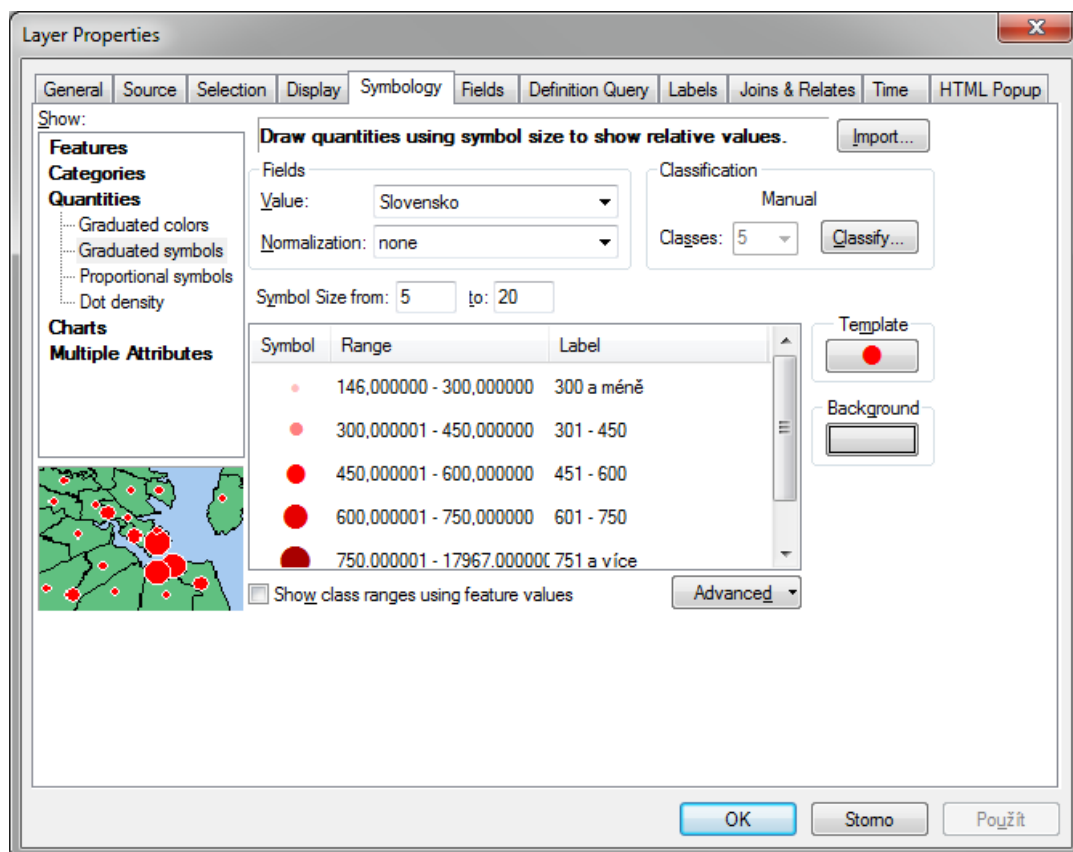 Layer Properties
General Source Selection Display Symbology Fields Definition Query Labels Joins & Relates Time HTML Popup
Show:
Features
Categories
Quantities
Graduated colors
Graduated symbols
Proportional symbols
Dot density
Charts
Multiple Attributes
Draw quantities using symbol size to show relative values.
Import...
Fields
Value: Slovensko
Normalization: none
Classification
Manual
Classes: 5 Classify...
Symbol Size from: 5 to: 20
Symbol Range Label
146,000000 - 300,000000 300 a méně
300,000001 - 450,000000 301 - 450
450,000001 - 600,000000 451 - 600
600,000001 - 750,000000 601 - 750
750,000001 - 17967,000000 751 a více
Template
Background
Show class ranges using feature values
Advanced
OK Storno Použít